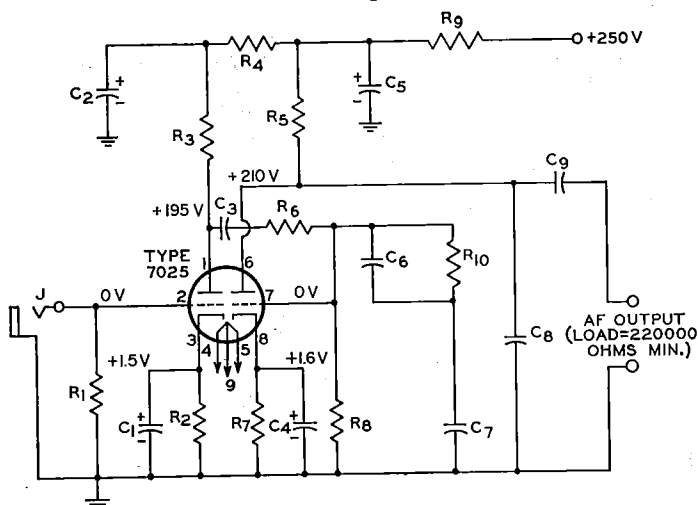 R9
+250V
R4
C2
+
-
+
-
C5
R3
R5
+210 V
C9
+195V
C3
R6
TYPE
7025
1
6
C6
R10
J
0V
2
7
0V
3
4
5
8
AF OUTPUT
(LOAD=220000
OHMS MIN.)
C8
+1.5V
9
+1.6V
R1
C1
+
-
R2
R7
C4
+
-
R8
C7